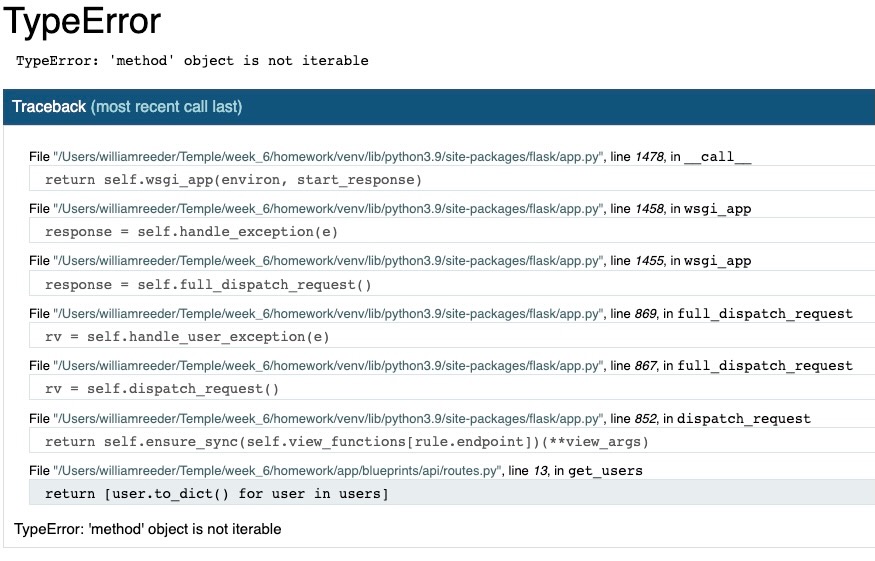 TypeError
TypeError: 'method' object is not iterable
Traceback (most recent call last)
File "/Users/williamreeder/Temple/week_6/homework/venv/lib/python3.9/site-packages/flask/app.py", line 1478, in __call__
return self.wsgi_app(environ, start_response)
File "/Users/williamreeder/Temple/week_6/homework/venv/lib/python3.9/site-packages/flask/app.py", line 1458, in wsgi_app
response = self.handle_exception(e)
File "/Users/williamreeder/Temple/week_6/homework/venv/lib/python3.9/site-packages/flask/app.py", line 1455, in wsgi_app
response = self.full_dispatch_request()
File "/Users/williamreeder/Temple/week_6/homework/venv/lib/python3.9/site-packages/flask/app.py", line 869, in full_dispatch_request
rv = self.handle_user_exception(e)
File "/Users/williamreeder/Temple/week_6/homework/venv/lib/python3.9/site-packages/flask/app.py", line 867, in full_dispatch_request
rv = self.dispatch_request()
File "/Users/williamreeder/Temple/week_6/homework/venv/lib/python3.9/site-packages/flask/app.py", line 852, in dispatch_request
return self.ensure_sync(self.view_functions[rule.endpoint])(**view_args)
File "/Users/williamreeder/Temple/week_6/homework/app/blueprints/api/routes.py", line 13, in get_users
return [user.to_dict() for user in users]
TypeError: 'method' object is not iterable